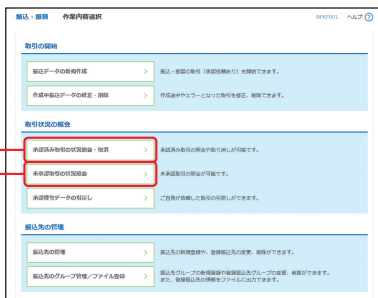 振込・振替 作業内容選択 BFKF001 ヘルプ ?
取引の開始
振込データの新規作成 > 振込・振替の取引（承認依頼あり）を開始できます。
作成中振込データの修正・削除 > 作成途中やエラーとなった取引を修正、削除できます。
取引状況の照会
承認済み取引の状況照会・取消 > 承認済み取引の照会や取り消しが可能です。
未承認取引の状況照会 > 未承認取引の照会が可能です。
承認待ちデータの引戻し > ご自身が依頼した取引の引戻しができます。
振込先の管理
振込先の管理 > 振込先の新規登録や、登録振込先の変更、削除ができます。
振込先のグループ管理/ファイル登録 > 振込先グループの新規登録や登録振込先グループの変更、削除ができます。
また、登録振込先の情報をファイルに出力できます。